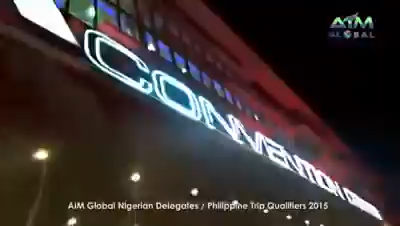 AIM
GLOBAL
CONVENTION
AIM Global Nigerian Delegates / Philippine Trip Qualifiers 2015